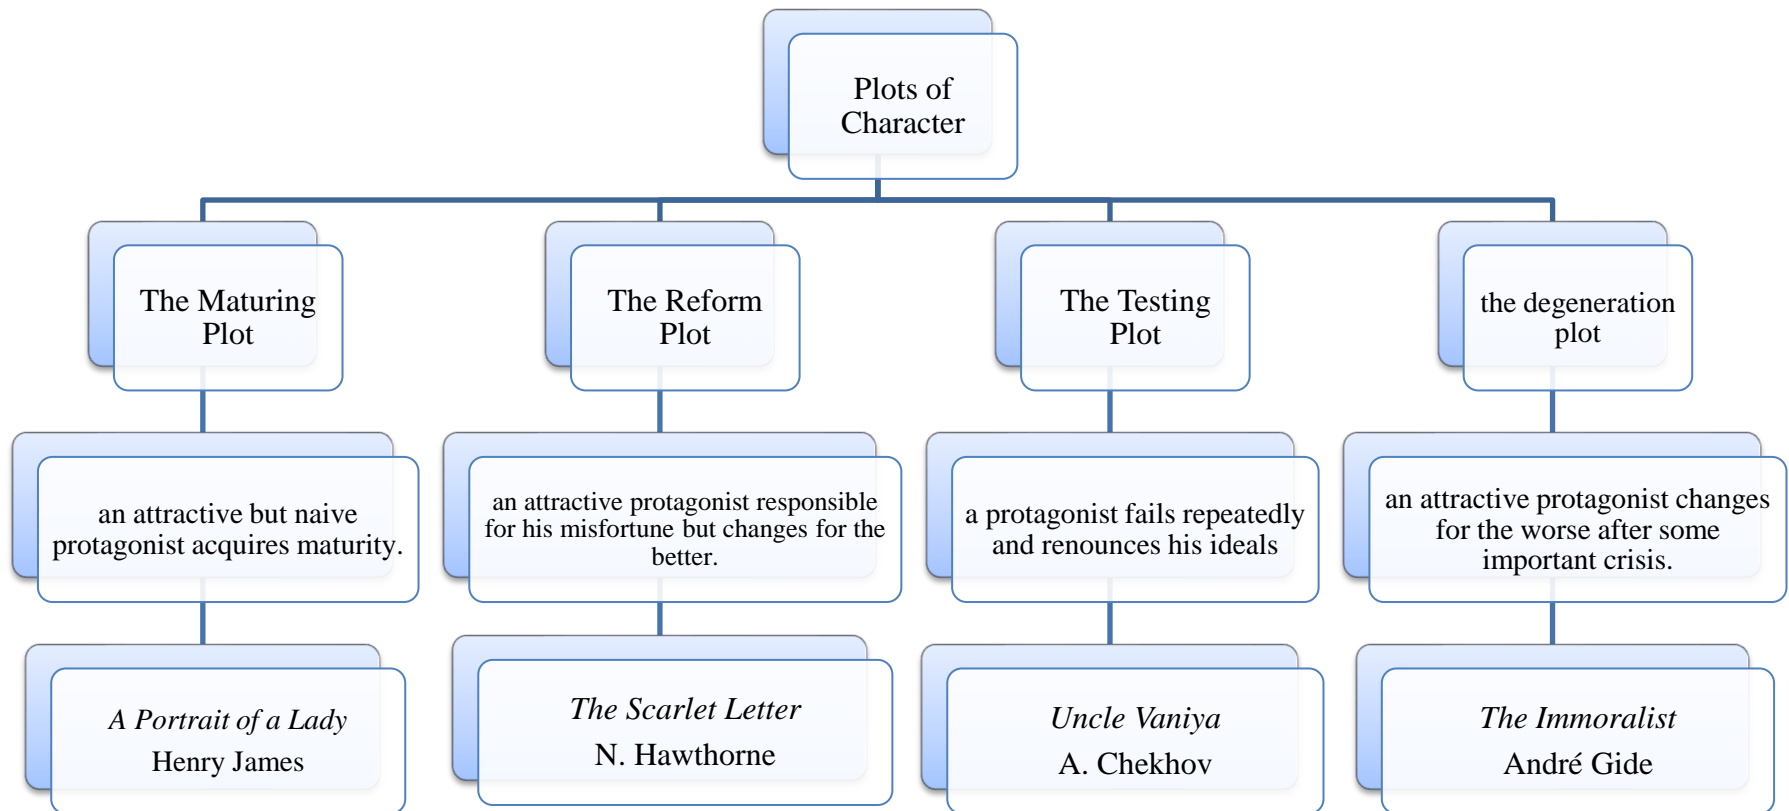 Plots of
Character
The Maturing
Plot
The Reform
Plot
The Testing
Plot
the degeneration
plot
an attractive but naive
protagonist acquires maturity.
an attractive protagonist responsible
for his misfortune but changes for the
better.
a protagonist fails repeatedly
and renounces his ideals
an attractive protagonist changes
for the worse after some
important crisis.
A Portrait of a Lady
Henry James
The Scarlet Letter
N. Hawthorne
Uncle Vaniya
A. Chekhov
The Immoralist
André Gide